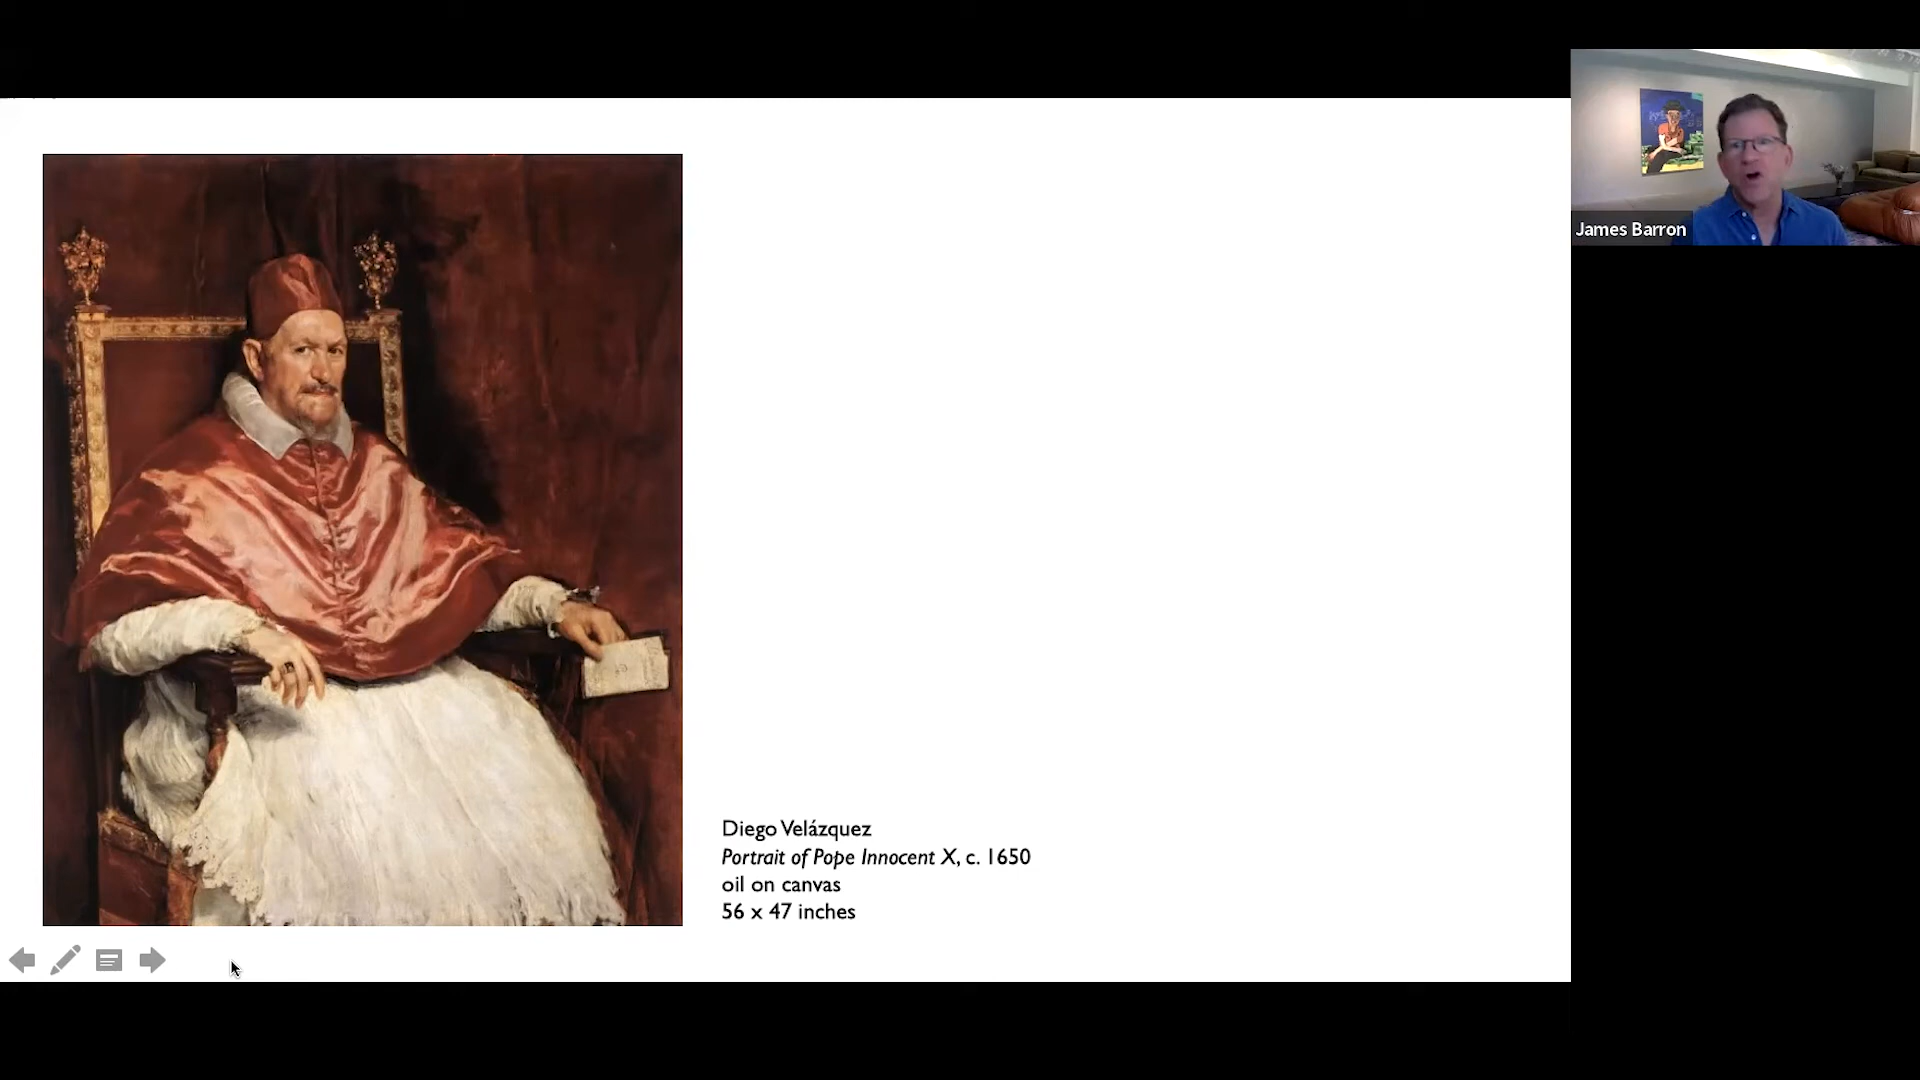 James Barron
Diego Velázquez
Portrait of Pope Innocent X, c. 1650
oil on canvas
56 x 47 inches